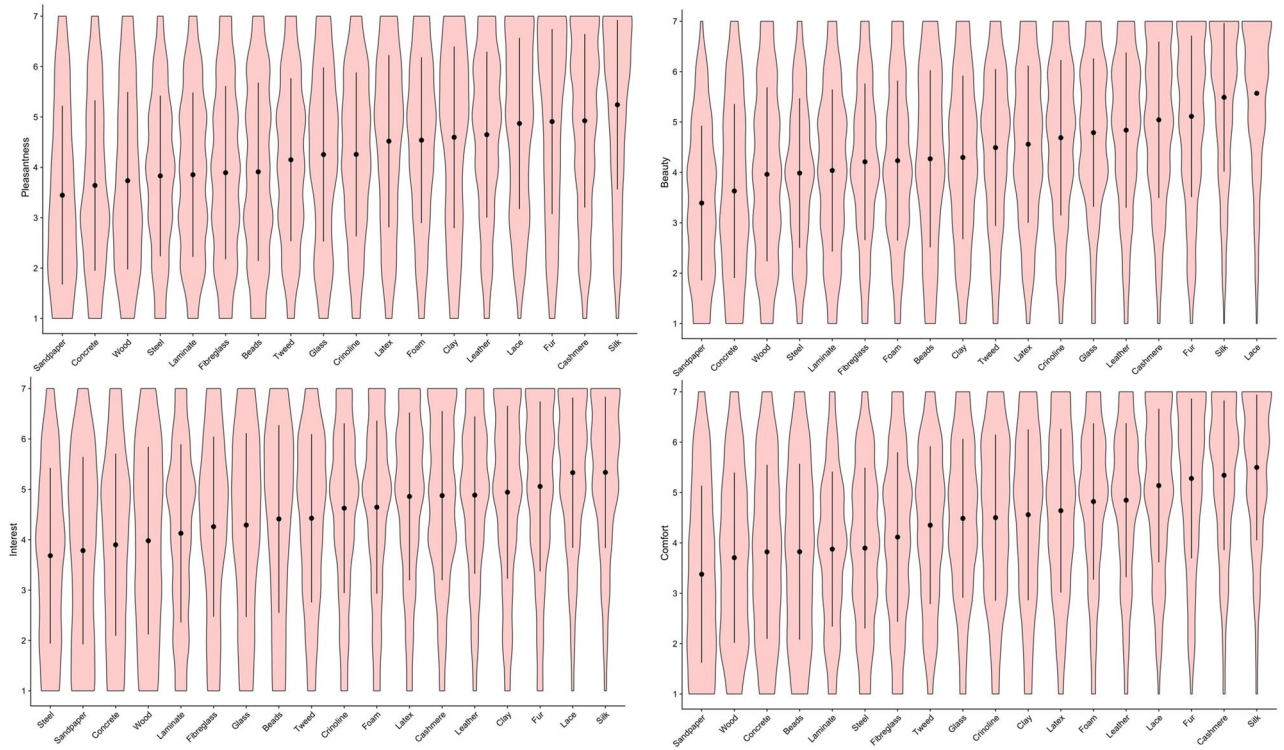 Pleasantness
7
6
5
4
3
2
1
Sandpaper
Concrete
Wood
Steel
Laminate
Fibreglass
Beads
Tweed
Glass
Crinoline
Latex
Foam
Clay
Leather
Lace
Fur
Cashmere
Silk
Beauty
7
6
5
4
3
2
1
Sandpaper
Concrete
Wood
Steel
Laminate
Fibreglass
Foam
Beads
Clay
Tweed
Latex
Crinoline
Glass
Leather
Cashmere
Fur
Silk
Lace
Interest
7
6
5
4
3
2
1
Steel
Sandpaper
Concrete
Wood
Laminate
Fibreglass
Glass
Beads
Tweed
Crinoline
Foam
Latex
Cashmere
Leather
Clay
Fur
Lace
Silk
Comfort
7
6
5
4
3
2
1
Sandpaper
Wood
Concrete
Beads
Laminate
Steel
Fibreglass
Tweed
Glass
Crinoline
Clay
Latex
Foam
Leather
Lace
Fur
Cashmere
Silk